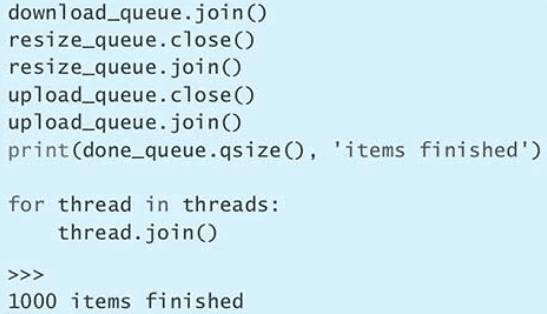 download_queue.join()
resize_queue.close()
resize_queue.join()
upload_queue.close()
upload_queue.join()
print(done_queue.qsize(), 'items finished')
for thread in threads:
    thread.join()
>>>
1000 items finished